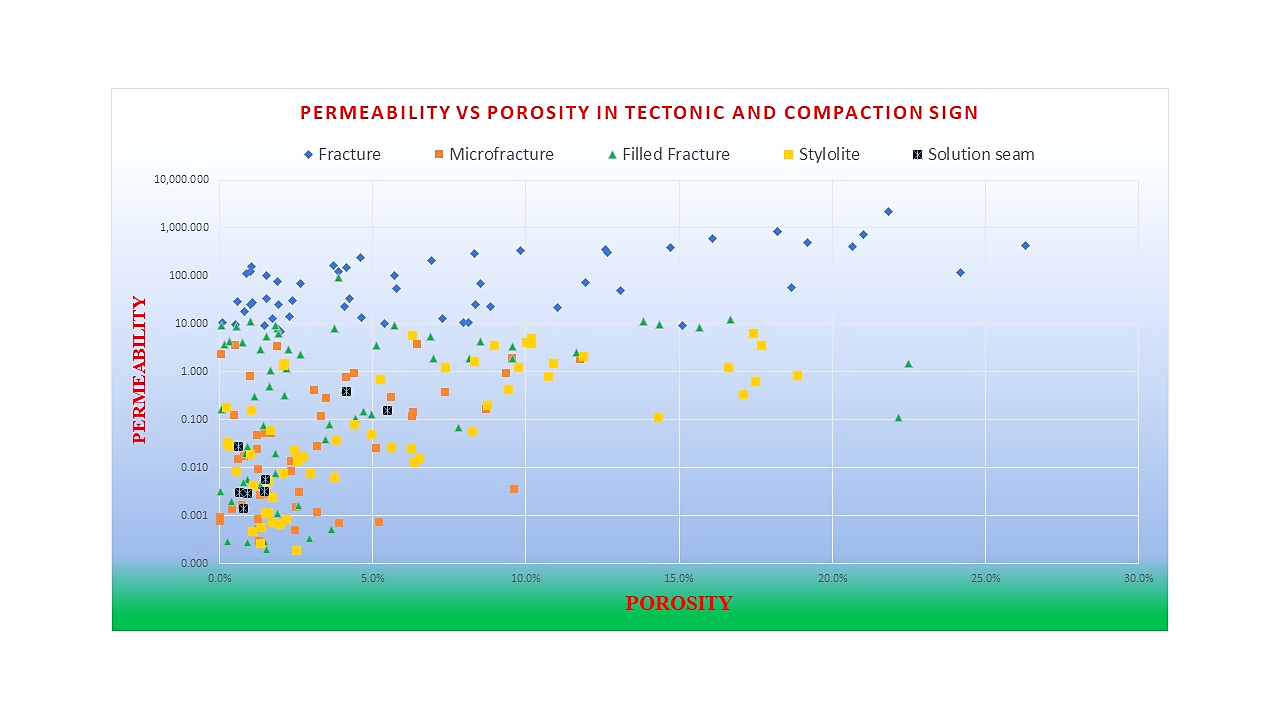 PERMEABILITY VS POROSITY IN TECTONIC AND COMPACTION SIGN
Fracture Microfracture Filled Fracture Stylolite Solution seam
10,000.000
1,000.000
100.000
10.000
1.000
0.100
0.010
0.001
0.000
PERMEABILITY
0.0% 5.0% 10.0% 15.0% 20.0% 25.0% 30.0%
POROSITY